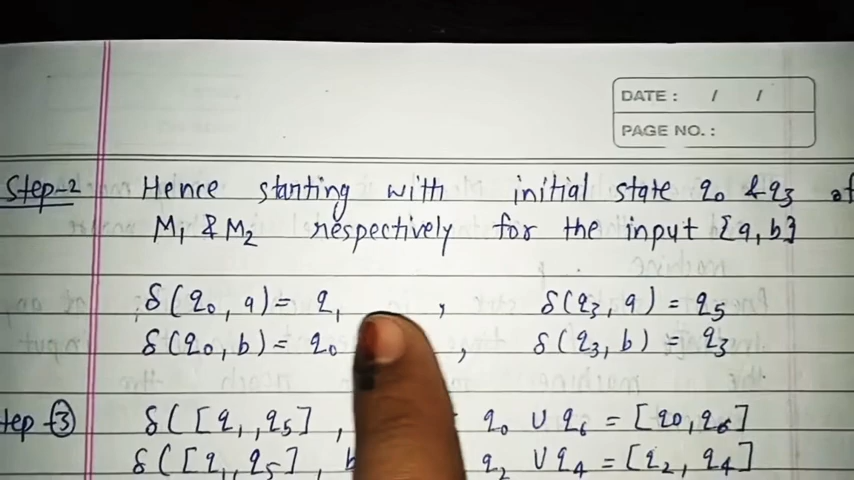 DATE : / /
PAGE NO. :
Step-2 Hence starting with initial state q₀ & q₃ of
M₁ & M₂ respectively for the input {a, b}
δ(q₀, a) = q₁ , δ(q₃, a) = q₅
δ(q₀, b) = q₀ , δ(q₃, b) = q₃
tep-③ δ([q₁, q₅], q₀ ∪ q₆ = [q₀, q₆]
δ([q₁, q₅], b q₂ ∪ q₄ = [q₂, q₄]